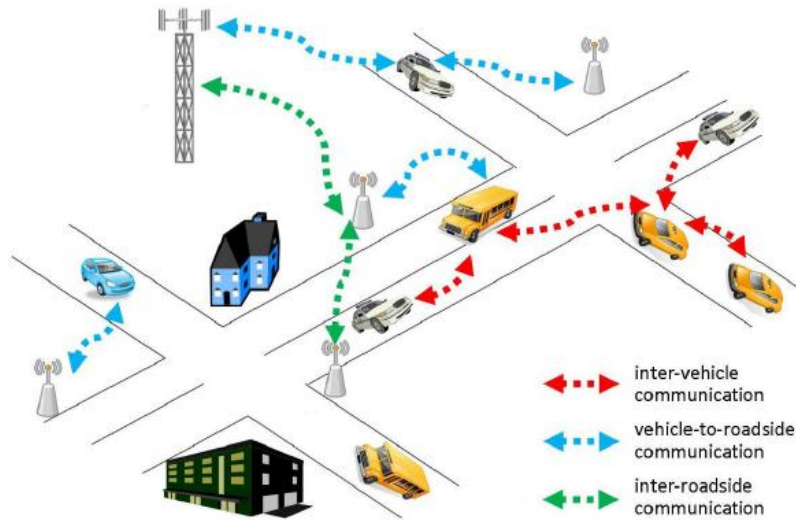 inter-vehicle
communication
vehicle-to-roadside
communication
inter-roadside
communication